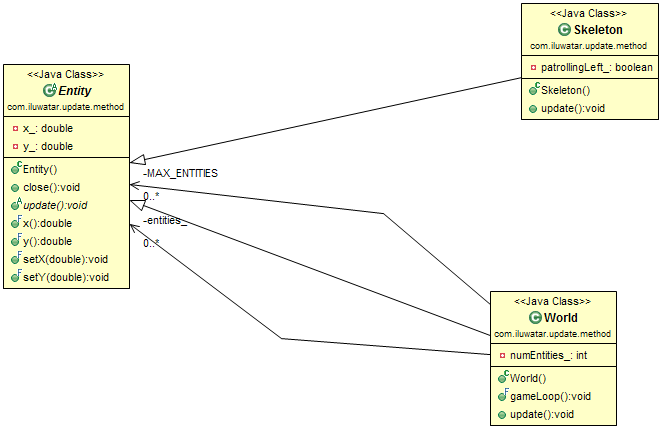 <<Java Class>>
Skeleton
com.iluwatar.update.method
patrollingLeft_: boolean
Skeleton()
update():void
<<Java Class>>
Entity
com.iluwatar.update.method
x_: double
y_: double
Entity()
close():void
update():void
x():double
y():double
setX(double):void
setY(double):void
-MAX_ENTITIES
0..*
-entities_
0..*
<<Java Class>>
World
com.iluwatar.update.method
numEntities_: int
World()
gameLoop():void
update():void